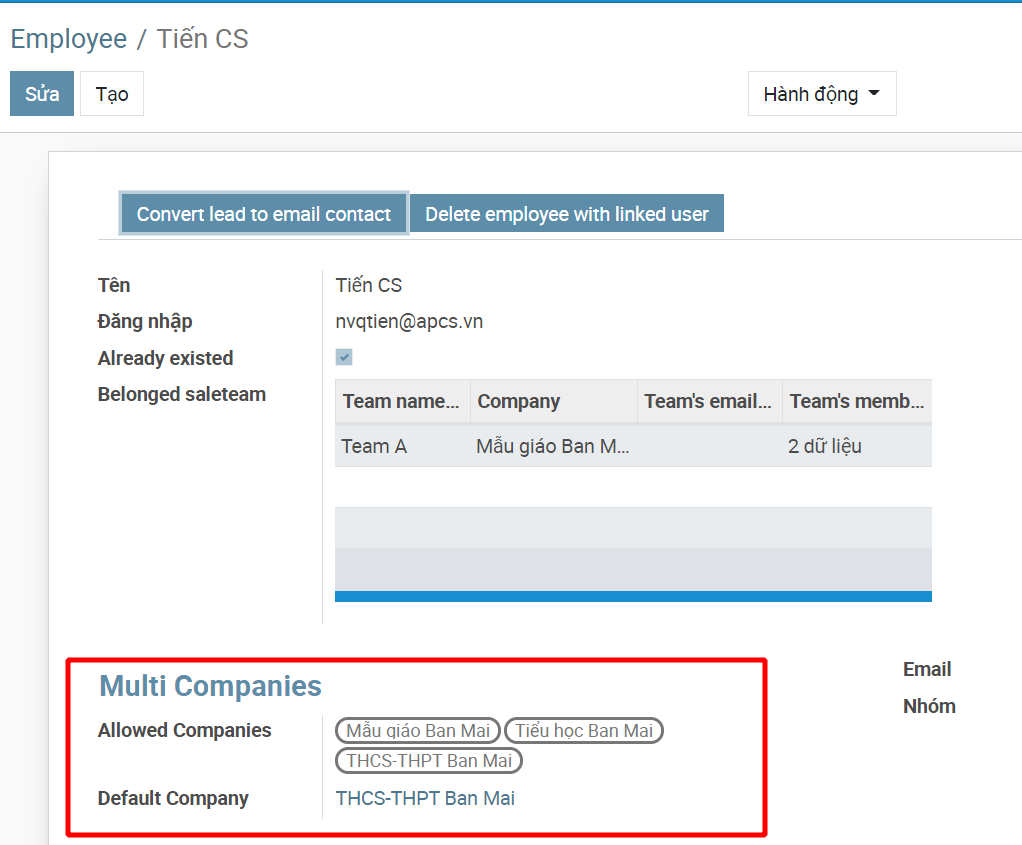 Employee / Tiến CS
Sửa Tạo Hành động
Convert lead to email contact Delete employee with linked user
Tên Tiến CS
Đăng nhập nvqtien@apcs.vn
Already existed
Belonged saleteam
Team name... Company Team's email... Team's memb...
Team A Mẫu giáo Ban M... 2 dữ liệu
Multi Companies
Allowed Companies Mẫu giáo Ban Mai Tiểu học Ban Mai
THCS-THPT Ban Mai
Default Company THCS-THPT Ban Mai
Email
Nhóm